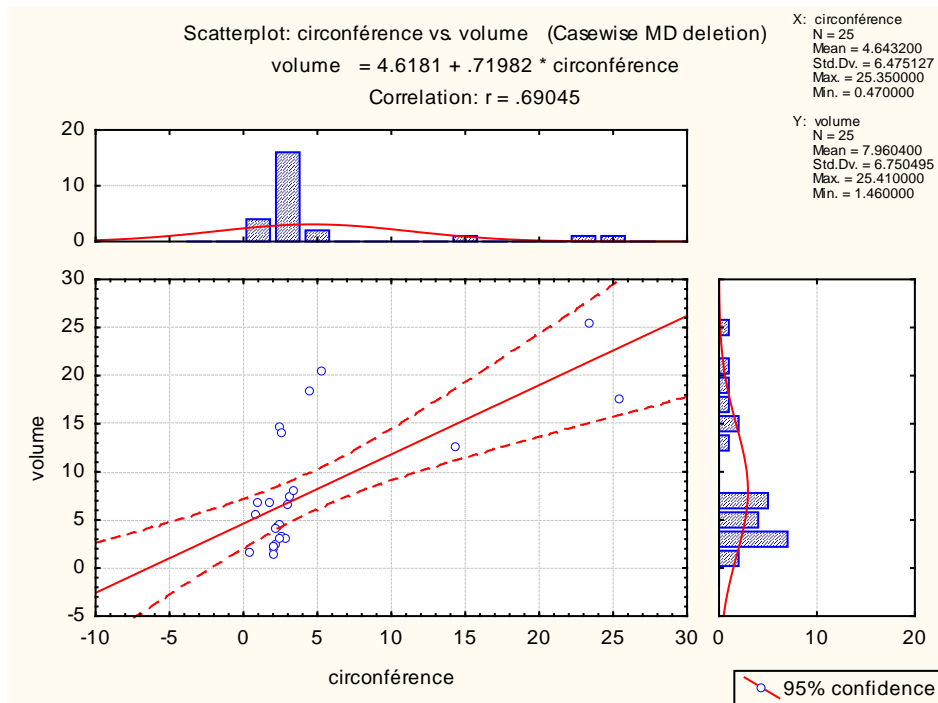 Scatterplot: circonférence vs. volume (Casewise MD deletion)
volume = 4.6181 + .71982 * circonférence
Correlation: r = .69045
X: circonférence
N = 25
Mean = 4.643200
Std.Dv. = 6.475127
Max. = 25.350000
Min. = 0.470000
Y: volume
N = 25
Mean = 7.960400
Std.Dv. = 6.750495
Max. = 25.410000
Min. = 1.460000
20
10
0
30
25
20
15
10
5
0
-5
volume
-10 -5 0 5 10 15 20 25 30
circonférence
0 10 20
95% confidence